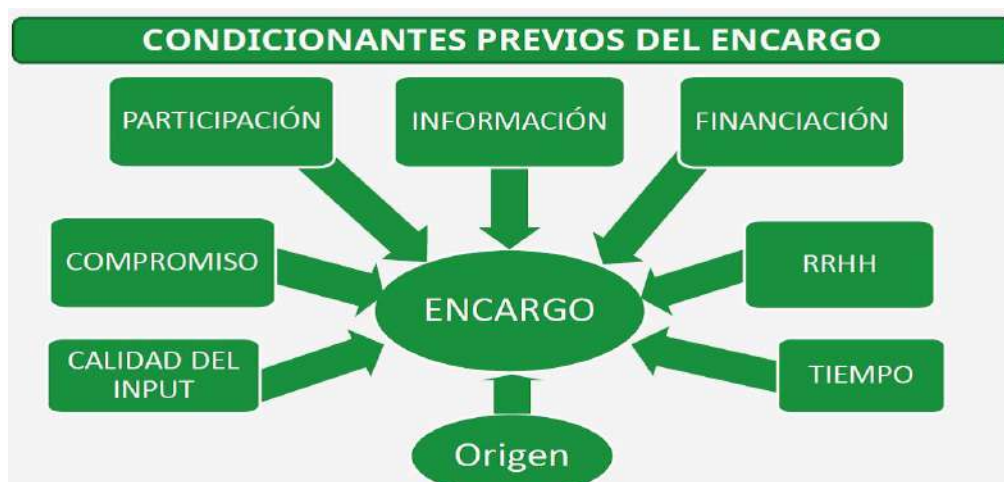 CONDICIONANTES PREVIOS DEL ENCARGO
PARTICIPACIÓN
INFORMACIÓN
FINANCIACIÓN
COMPROMISO
ENCARGO
RRHH
CALIDAD DEL
INPUT
TIEMPO
Origen